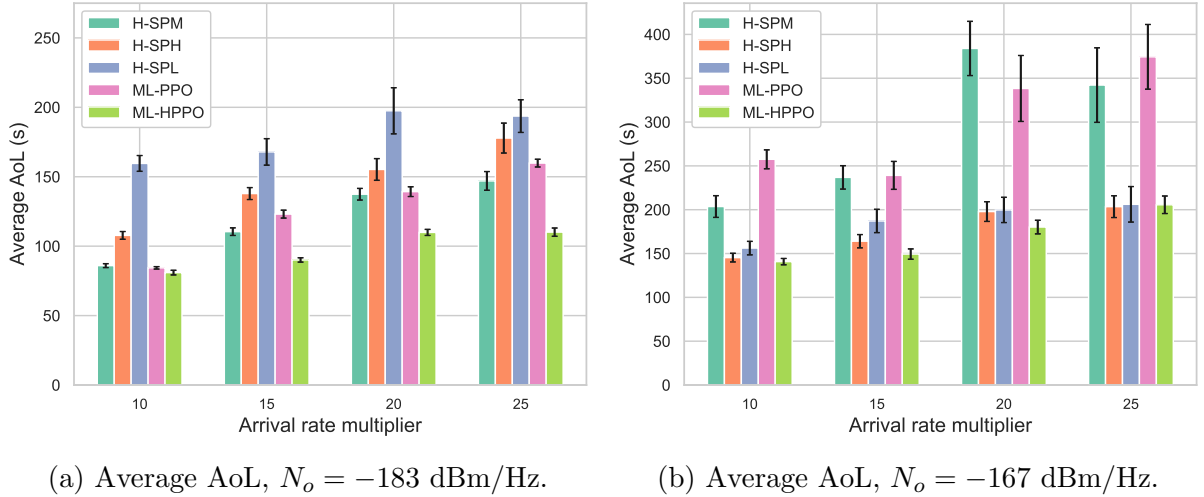 H-SPM
H-SPH
H-SPL
ML-PPO
ML-HPPO
250
200
150
100
50
0
Average AoL (s)
10 15 20 25
Arrival rate multiplier
(a) Average AoL, N_o = −183 dBm/Hz.
H-SPM
H-SPH
H-SPL
ML-PPO
ML-HPPO
400
350
300
250
200
150
100
50
0
Average AoL (s)
10 15 20 25
Arrival rate multiplier
(b) Average AoL, N_o = −167 dBm/Hz.